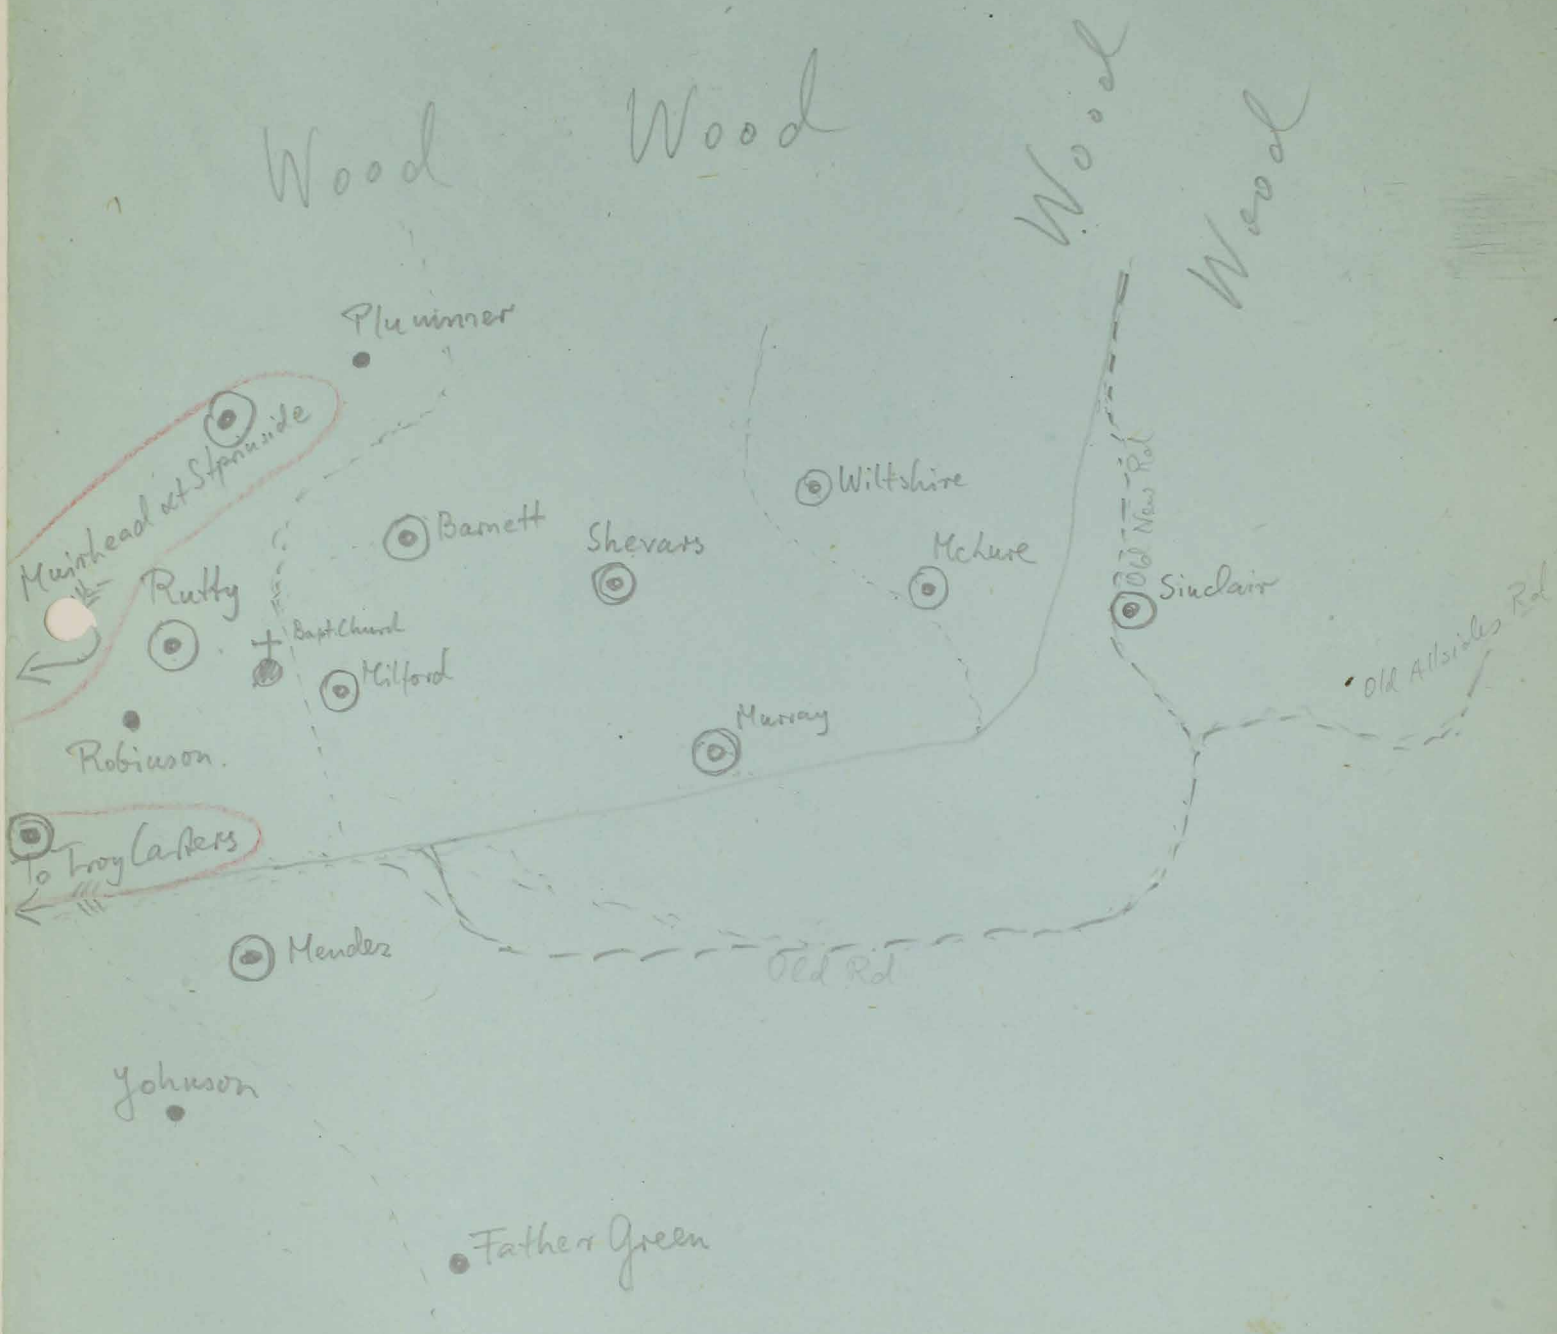 Wood
Wood
Wood
Wood
Plummer
Muirhead at
Barnett
Shevars
Wiltshire
McLure
Old New Rd
Sinclair
Old Allsides Rd
Rutty
Bapt. Church
Milford
Murray
Robinson.
To Troy Carters
Mendez
Old Rd
Johnson
Father Green